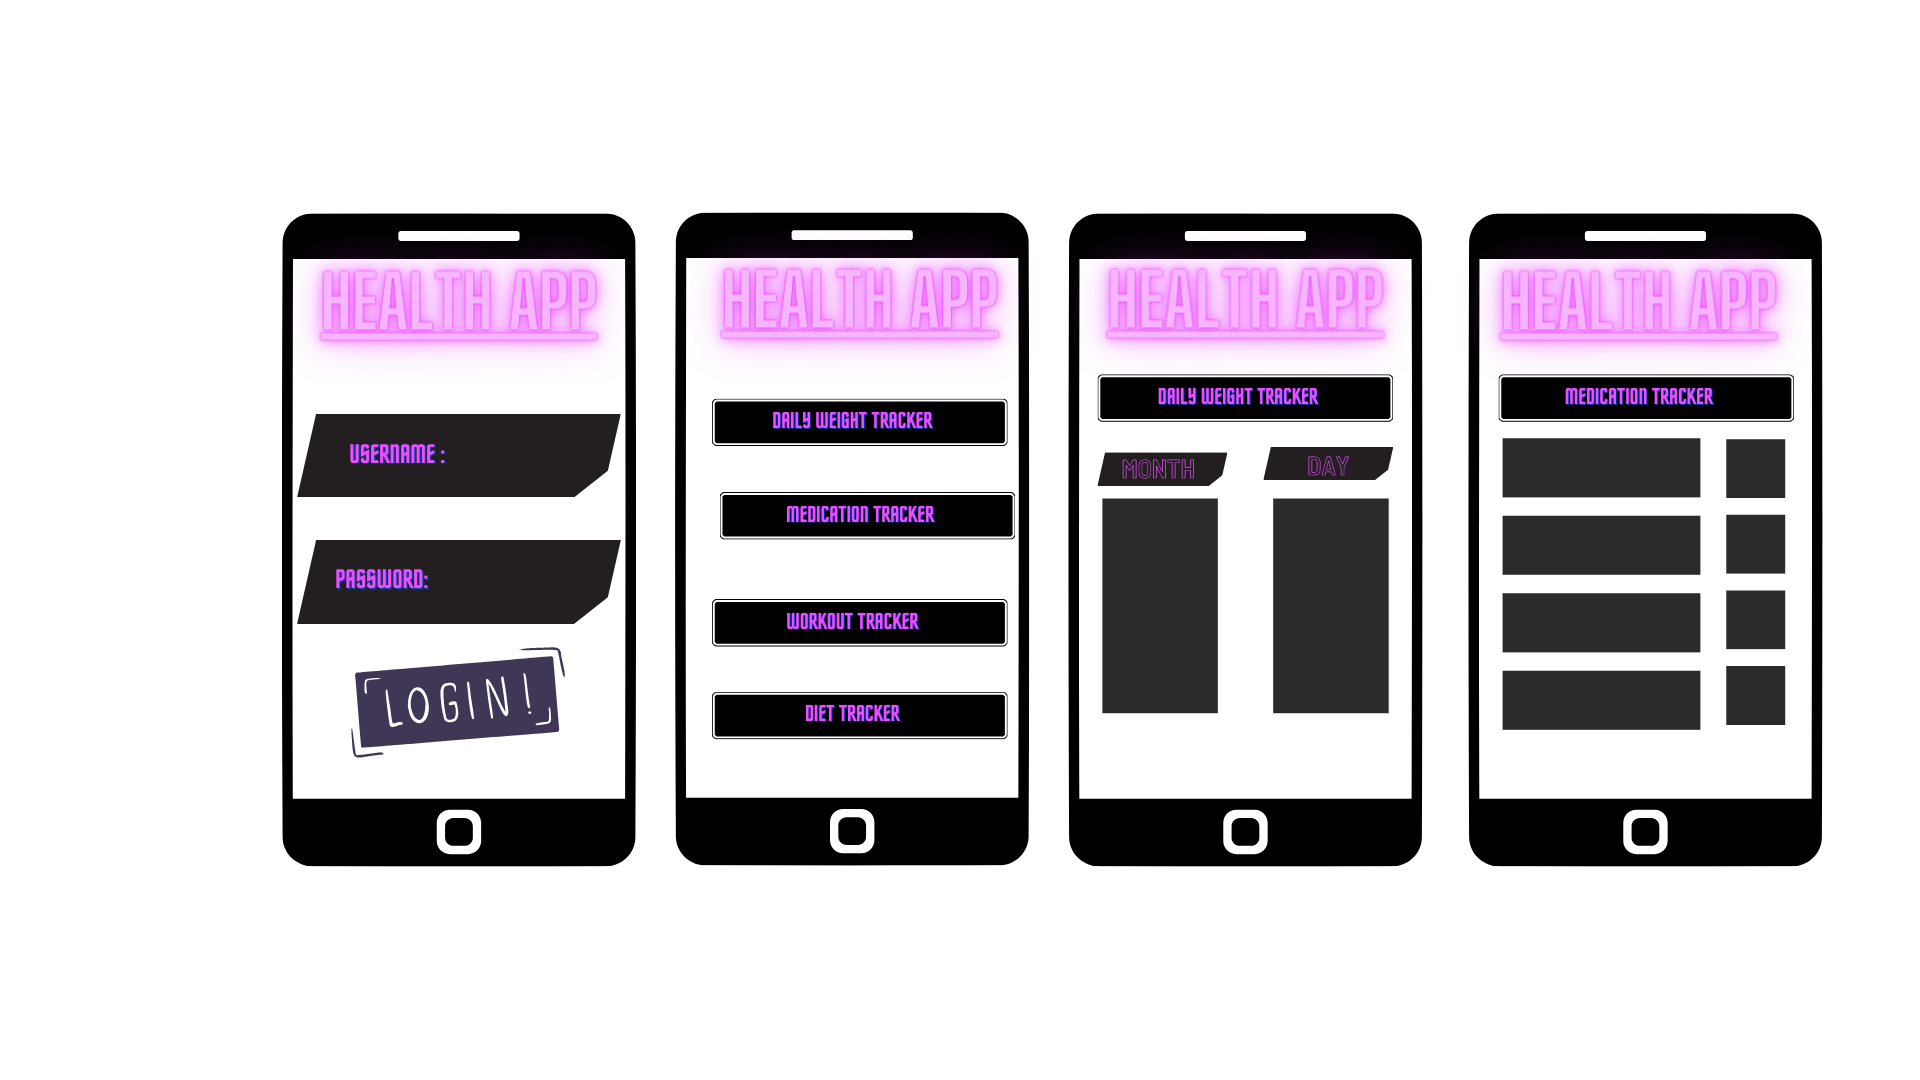 HEALTH APP
USERNAME :
PASSWORD:
LOGIN!
HEALTH APP
DAILY WEIGHT TRACKER
MEDICATION TRACKER
WORKOUT TRACKER
DIET TRACKER
HEALTH APP
DAILY WEIGHT TRACKER
MONTH
DAY
HEALTH APP
MEDICATION TRACKER